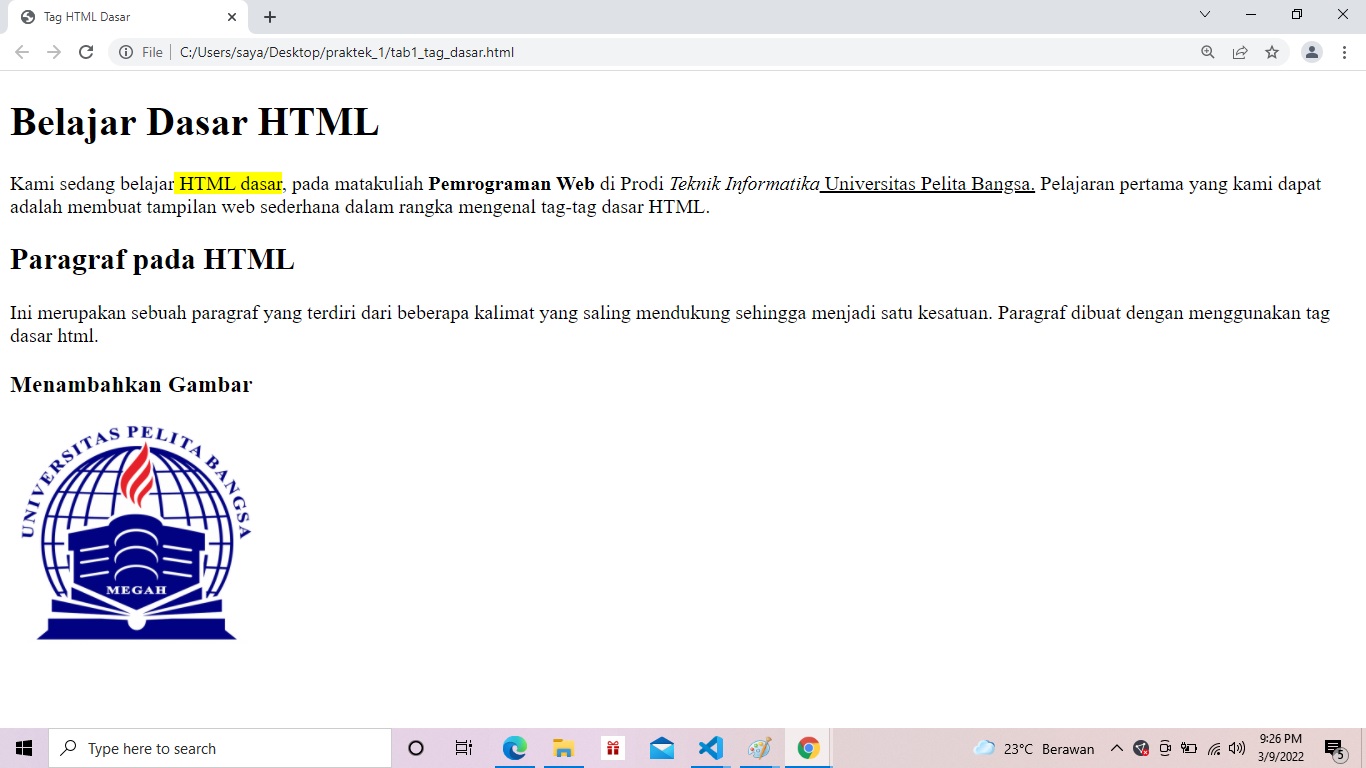 Tag HTML Dasar
File
C:/Users/saya/Desktop/praktek_1/tab1_tag_dasar.html
Belajar Dasar HTML
Kami sedang belajar HTML dasar, pada matakuliah Pemrograman Web di Prodi Teknik Informatika Universitas Pelita Bangsa. Pelajaran pertama yang kami dapat
adalah membuat tampilan web sederhana dalam rangka mengenal tag-tag dasar HTML.
Paragraf pada HTML
Ini merupakan sebuah paragraf yang terdiri dari beberapa kalimat yang saling mendukung sehingga menjadi satu kesatuan. Paragraf dibuat dengan menggunakan tag
dasar html.
Menambahkan Gambar
UNIVERSITAS PELITA BANGSA
MEGAH
Type here to search
23°C Berawan
9:26 PM
3/9/2022
5